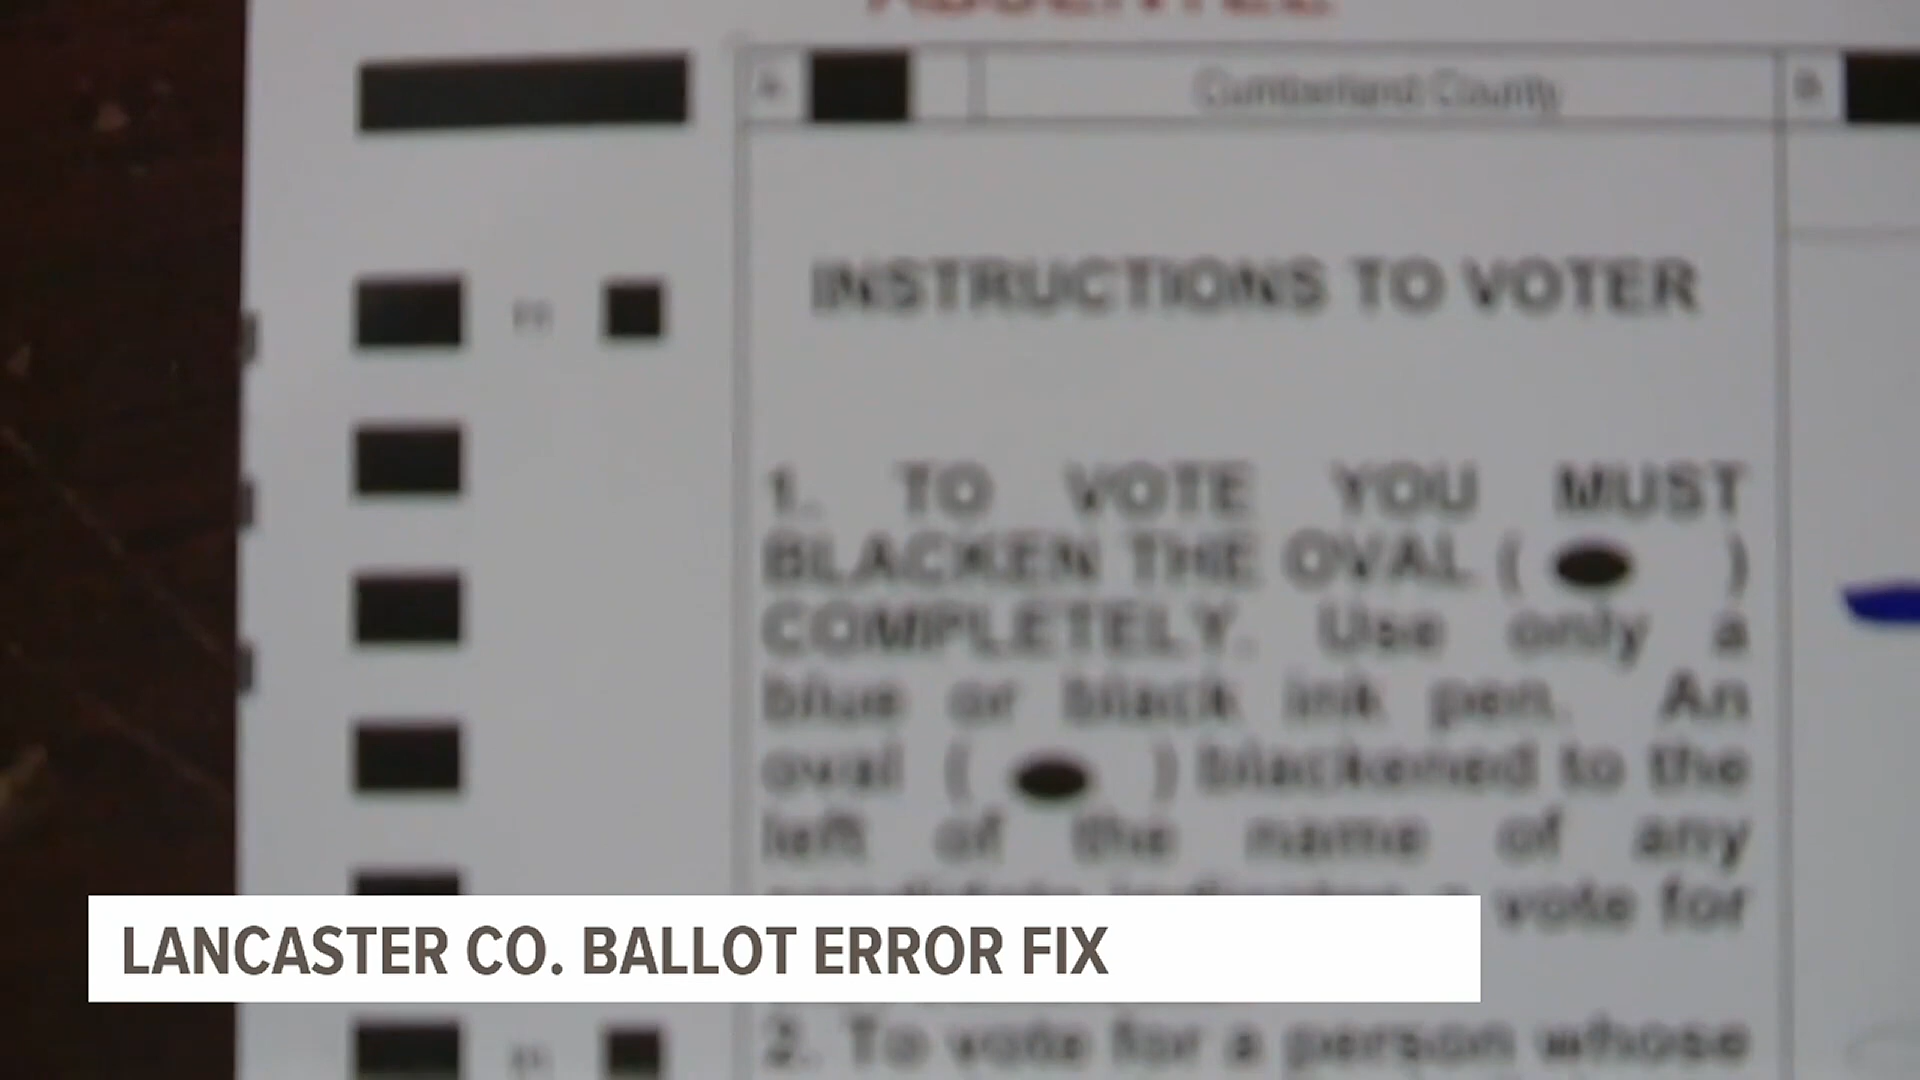 ABSENTEE
A
Cumberland County
B
INSTRUCTIONS TO VOTER
11
1. TO VOTE YOU MUST
BLACKEN THE OVAL ( )
COMPLETELY. Use only a
blue or black ink pen. An
oval ( ) blackened to the
left of the name of any
vote for
LANCASTER CO. BALLOT ERROR FIX
2. To vote for a person whose